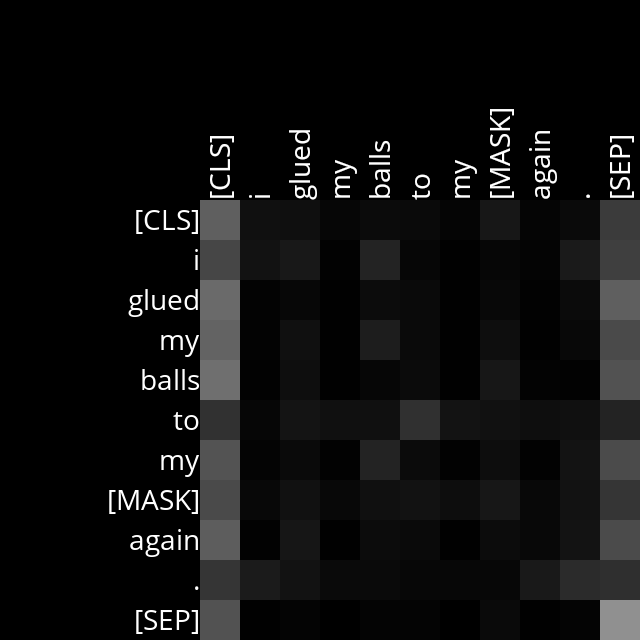 [CLS] i glued my balls to my [MASK] again . [SEP]
[CLS]
i
glued
my
balls
to
my
[MASK]
again
.
[SEP]